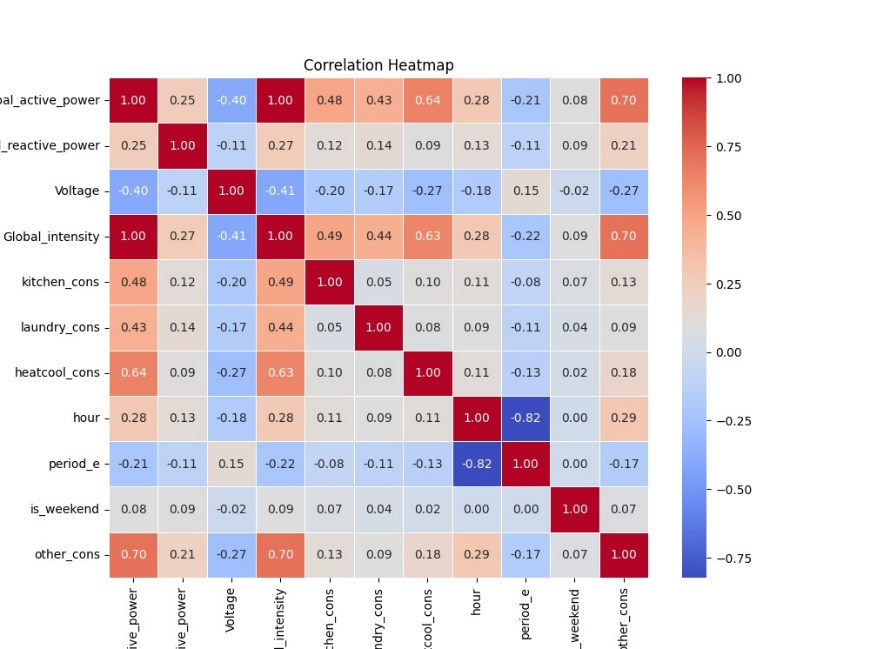 Correlation Heatmap
bal_active_power 1.00 0.25 -0.40 1.00 0.48 0.43 0.64 0.28 -0.21 0.08 0.70
l_reactive_power 0.25 1.00 -0.11 0.27 0.12 0.14 0.09 0.13 -0.11 0.09 0.21
Voltage -0.40 -0.11 1.00 -0.41 -0.20 -0.17 -0.27 -0.18 0.15 -0.02 -0.27
Global_intensity 1.00 0.27 -0.41 1.00 0.49 0.44 0.63 0.28 -0.22 0.09 0.70
kitchen_cons 0.48 0.12 -0.20 0.49 1.00 0.05 0.10 0.11 -0.08 0.07 0.13
laundry_cons 0.43 0.14 -0.17 0.44 0.05 1.00 0.08 0.09 -0.11 0.04 0.09
heatcool_cons 0.64 0.09 -0.27 0.63 0.10 0.08 1.00 0.11 -0.13 0.02 0.18
hour 0.28 0.13 -0.18 0.28 0.11 0.09 0.11 1.00 -0.82 0.00 0.29
period_e -0.21 -0.11 0.15 -0.22 -0.08 -0.11 -0.13 -0.82 1.00 0.00 -0.17
is_weekend 0.08 0.09 -0.02 0.09 0.07 0.04 0.02 0.00 0.00 1.00 0.07
other_cons 0.70 0.21 -0.27 0.70 0.13 0.09 0.18 0.29 -0.17 0.07 1.00
ive_power
ive_power
Voltage
l_intensity
chen_cons
ndry_cons
cool_cons
hour
period_e
_weekend
ther_cons
1.00
0.75
0.50
0.25
0.00
−0.25
−0.50
−0.75